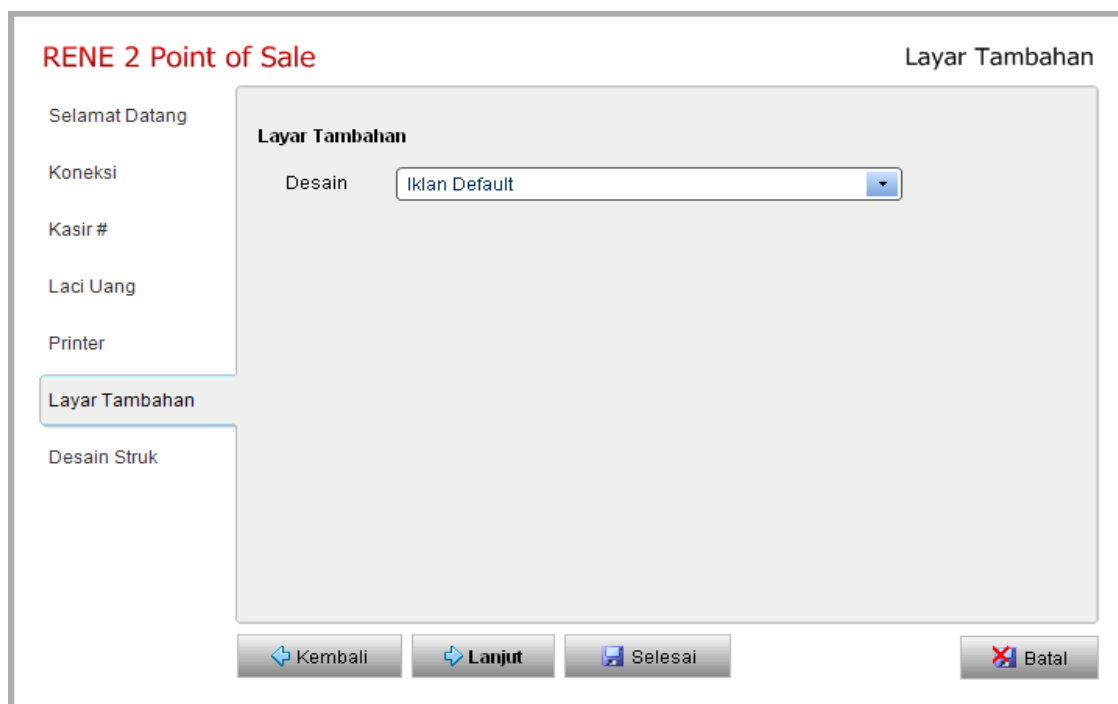 RENE 2 Point of Sale
Layar Tambahan
Selamat Datang
Koneksi
Kasir #
Laci Uang
Printer
Layar Tambahan
Desain Struk
Layar Tambahan
Desain
Iklan Default
Kembali
Lanjut
Selesai
Batal